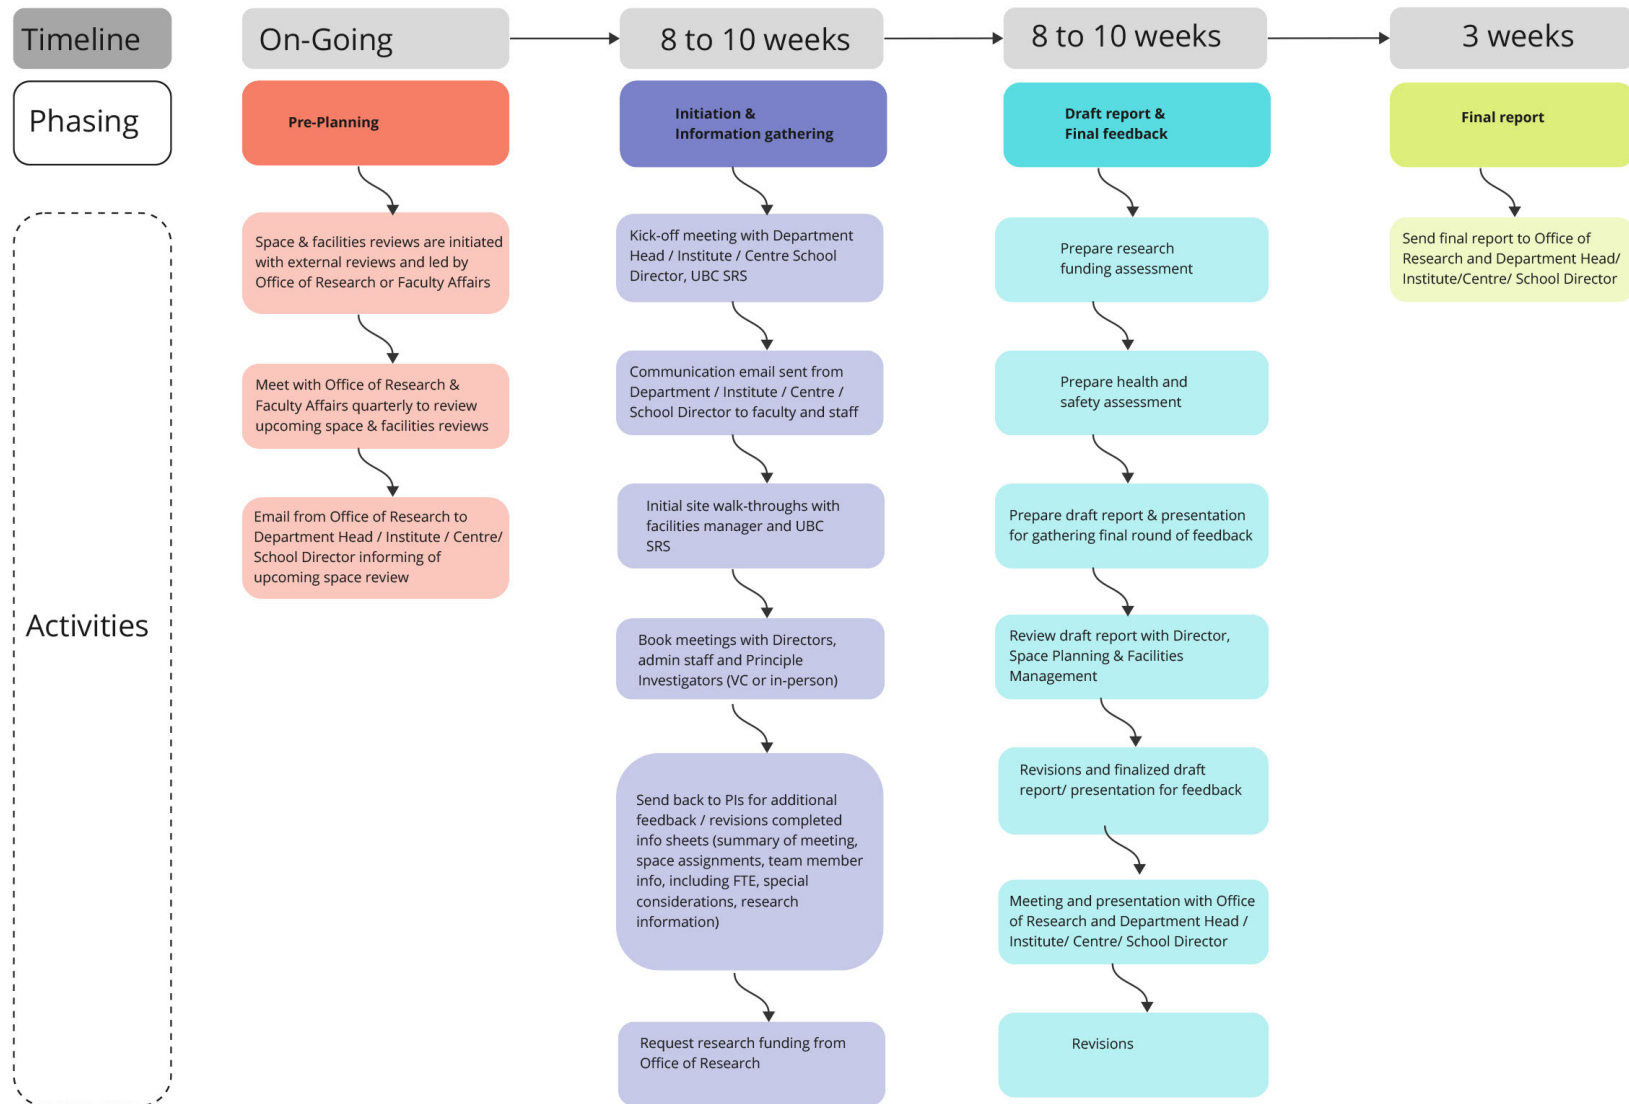 Timeline
On-Going
8 to 10 weeks
8 to 10 weeks
3 weeks
Phasing
Pre-Planning
Initiation &
Information gathering
Draft report &
Final feedback
Final report
Activities
Space & facilities reviews are initiated
with external reviews and led by
Office of Research or Faculty Affairs
Meet with Office of Research &
Faculty Affairs quarterly to review
upcoming space & facilities reviews
Email from Office of Research to
Department Head / Institute / Centre/
School Director informing of
upcoming space review
Kick-off meeting with Department
Head / Institute / Centre School
Director, UBC SRS
Communication email sent from
Department / Institute / Centre /
School Director to faculty and staff
Initial site walk-throughs with
facilities manager and UBC
SRS
Book meetings with Directors,
admin staff and Principle
Investigators (VC or in-person)
Send back to PIs for additional
feedback / revisions completed
info sheets (summary of meeting,
space assignments, team member
info, including FTE, special
considerations, research
information)
Request research funding from
Office of Research
Prepare research
funding assessment
Prepare health and
safety assessment
Prepare draft report & presentation
for gathering final round of feedback
Review draft report with Director,
Space Planning & Facilities
Management
Revisions and finalized draft
report/ presentation for feedback
Meeting and presentation with Office
of Research and Department Head /
Institute/ Centre/ School Director
Revisions
Send final report to Office of
Research and Department Head/
Institute/Centre/ School Director